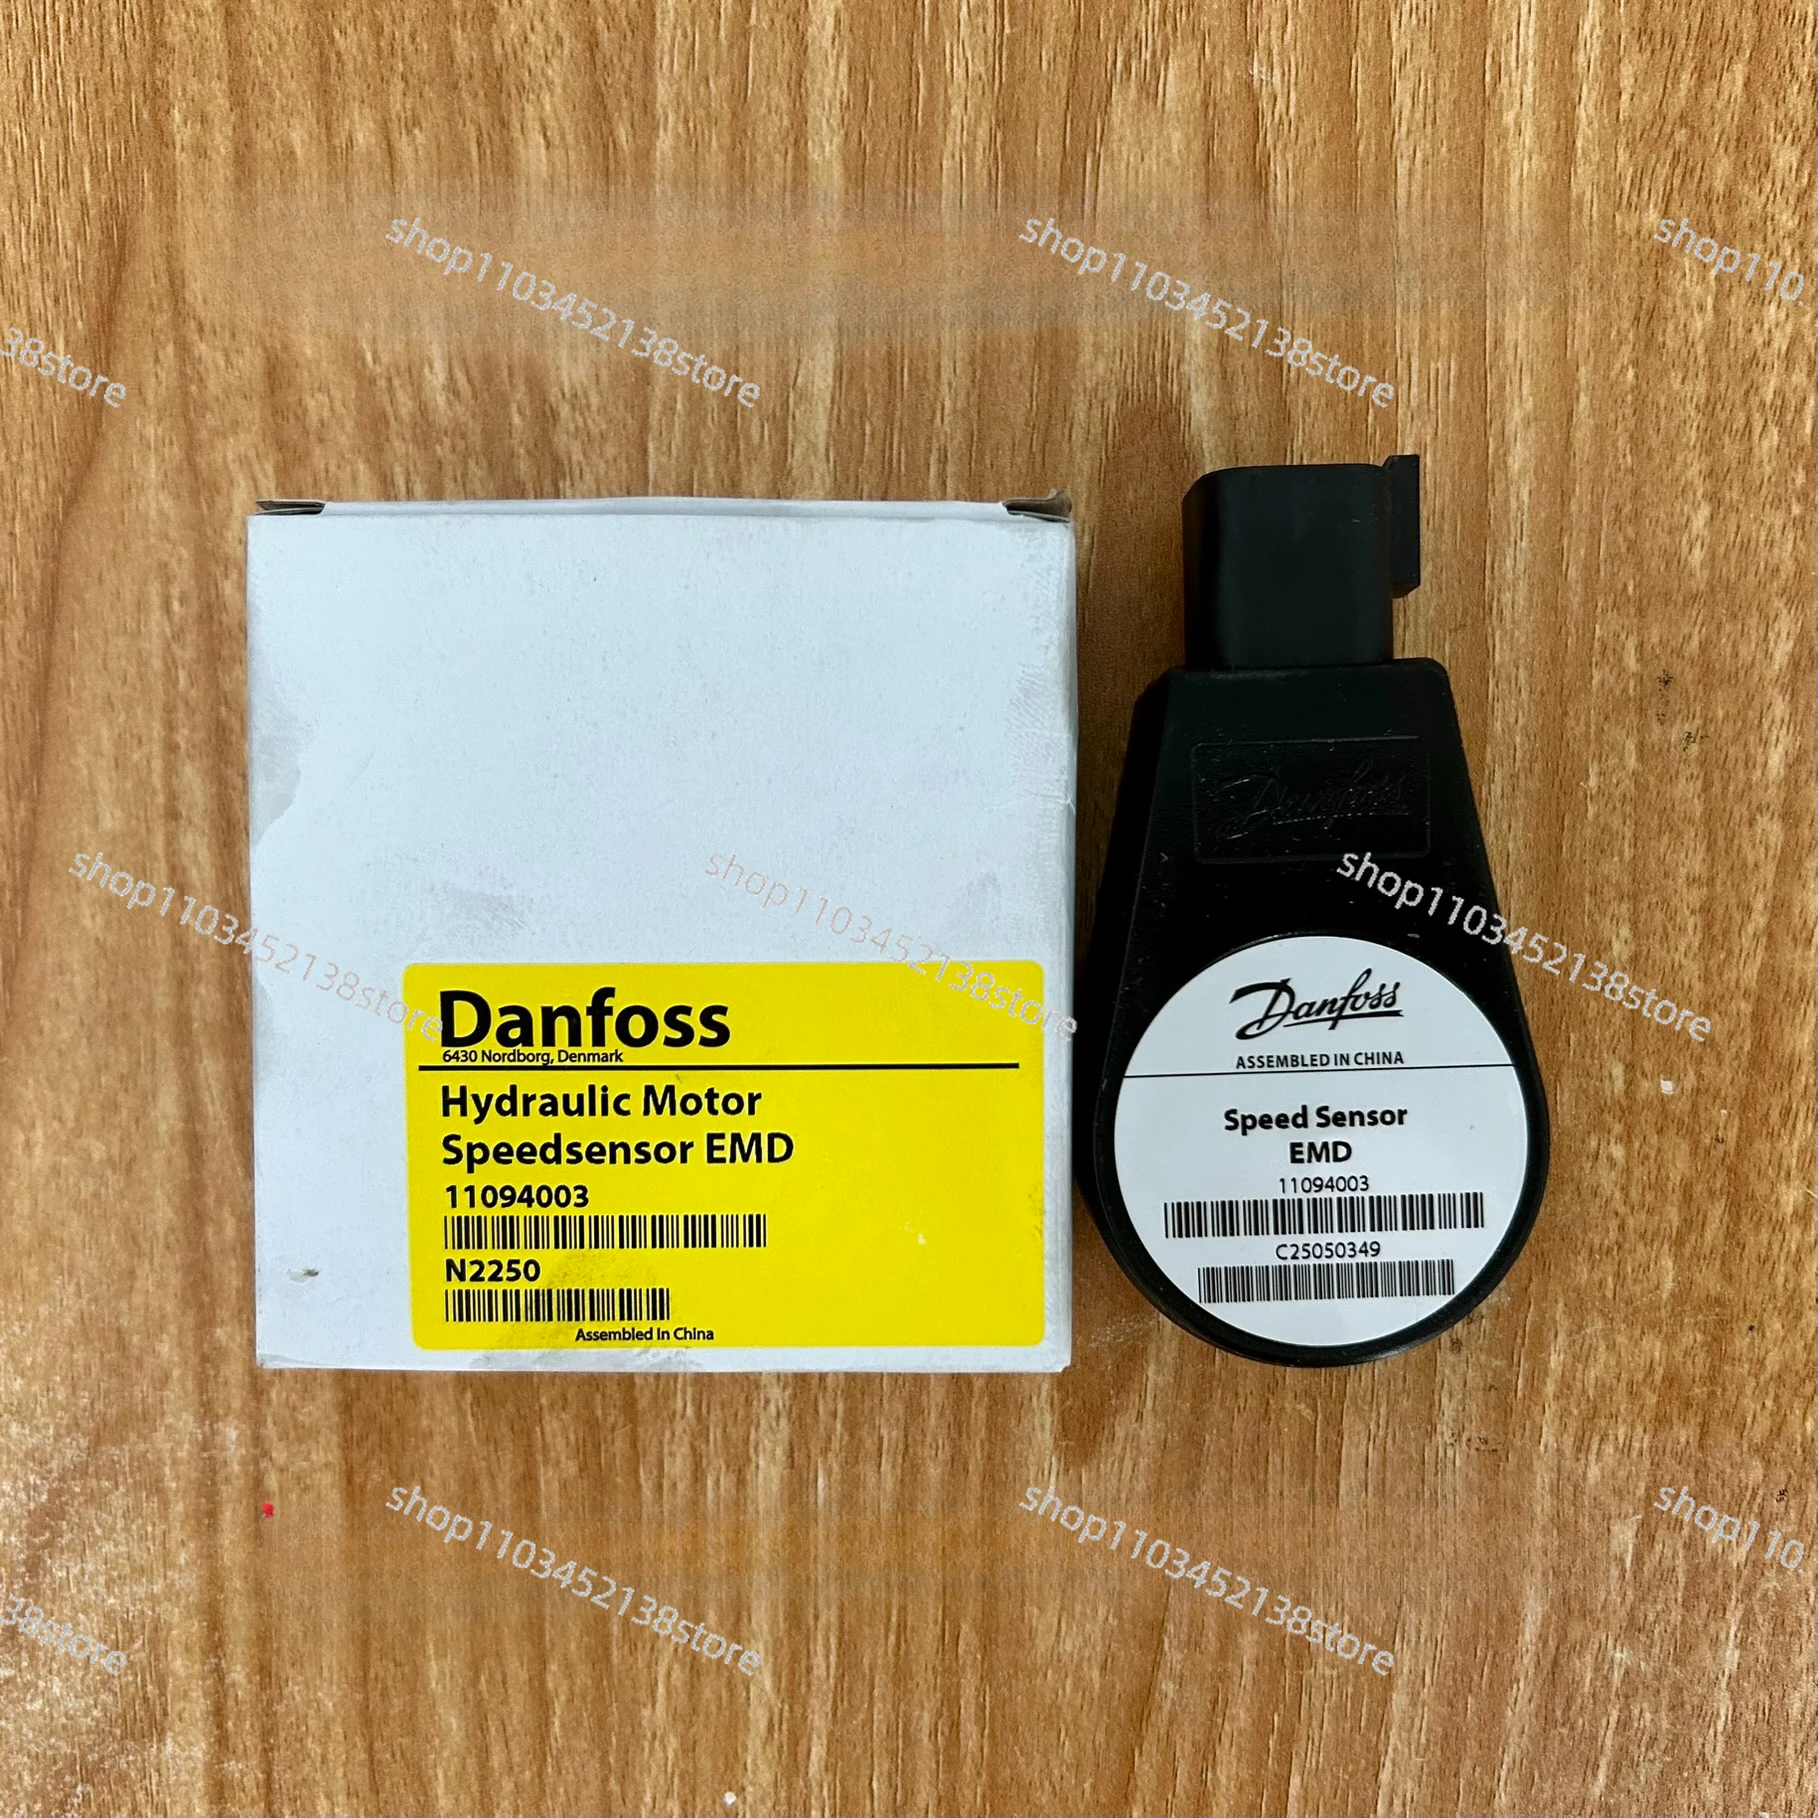 shop1103452138store
shop1103452138store
shop110
38store
Danfoss
6430 Nordborg, Denmark
Hydraulic Motor
Speedsensor EMD
11094003
N2250
Assembled In China
Danfoss
Danfoss
ASSEMBLED IN CHINA
Speed Sensor
EMD
11094003
C25050349
shop1103452138store
shop1103452138store
shop1103452138store
shop1103452138store
shop1103452138store
shop110
38store